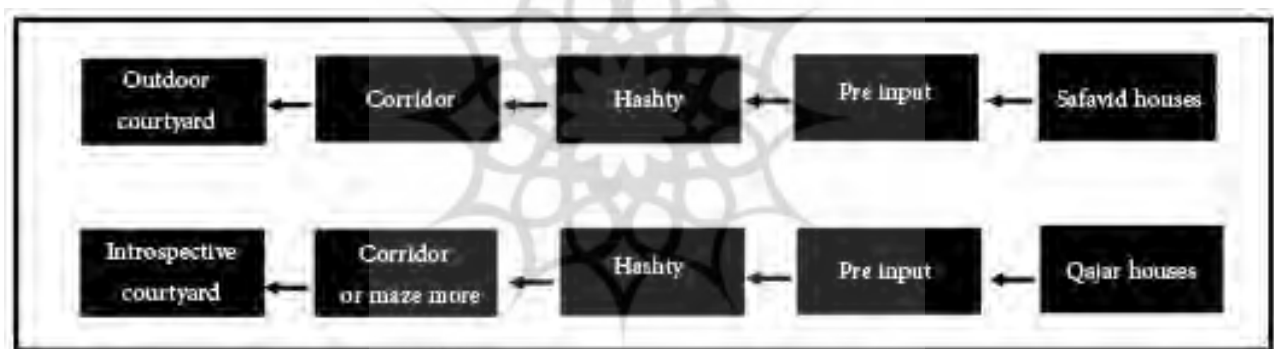 Outdoor
courtyard
Corridor
Hashty
Pre input
Safavid houses
Introspective
courtyard
Corridor
or maze more
Hashty
Pre input
Qajar houses